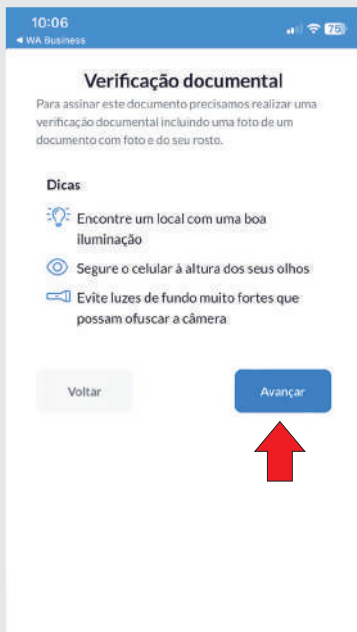 10:06
75
◄ WA Business
Verificação documental
Para assinar este documento precisamos realizar uma
verificação documental incluindo uma foto de um
documento com foto e do seu rosto.
Dicas
Encontre um local com uma boa
iluminação
Segure o celular à altura dos seus olhos
Evite luzes de fundo muito fortes que
possam ofuscar a câmera
Voltar
Avançar